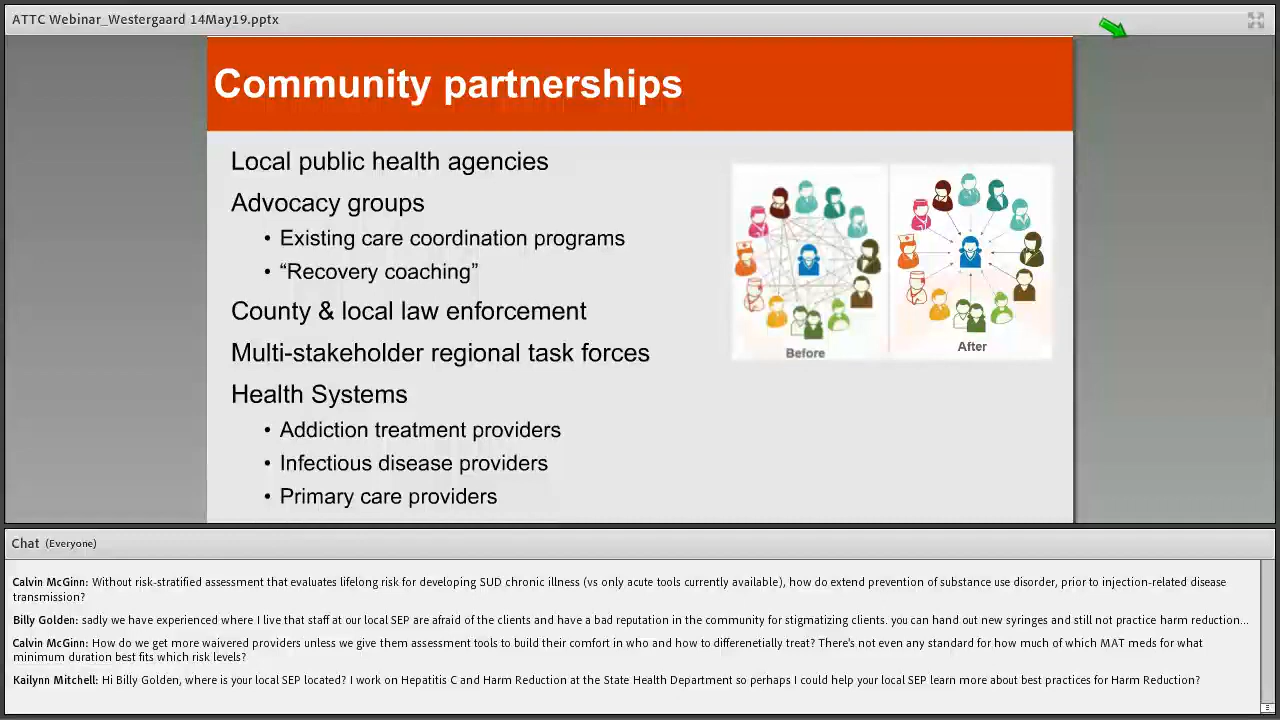 ATTC Webinar_Westergaard 14May19.pptx
Community partnerships
Local public health agencies
Advocacy groups
• Existing care coordination programs
• “Recovery coaching”
County & local law enforcement
Multi-stakeholder regional task forces
Health Systems
• Addiction treatment providers
• Infectious disease providers
• Primary care providers
Before
After
Chat (Everyone)
Calvin McGinn: Without risk-stratified assessment that evaluates lifelong risk for developing SUD chronic illness (vs only acute tools currently available), how do extend prevention of substance use disorder, prior to injection-related disease
transmission?
Billy Golden: sadly we have experienced where I live that staff at our local SEP are afraid of the clients and have a bad reputation in the community for stigmatizing clients. you can hand out new syringes and still not practice harm reduction...
Calvin McGinn: How do we get more waivered providers unless we give them assessment tools to build their comfort in who and how to differenetially treat? There's not even any standard for how much of which MAT meds for what
minimum duration best fits which risk levels?
Kailynn Mitchell: Hi Billy Golden, where is your local SEP located? I work on Hepatitis C and Harm Reduction at the State Health Department so perhaps I could help your local SEP learn more about best practices for Harm Reduction?